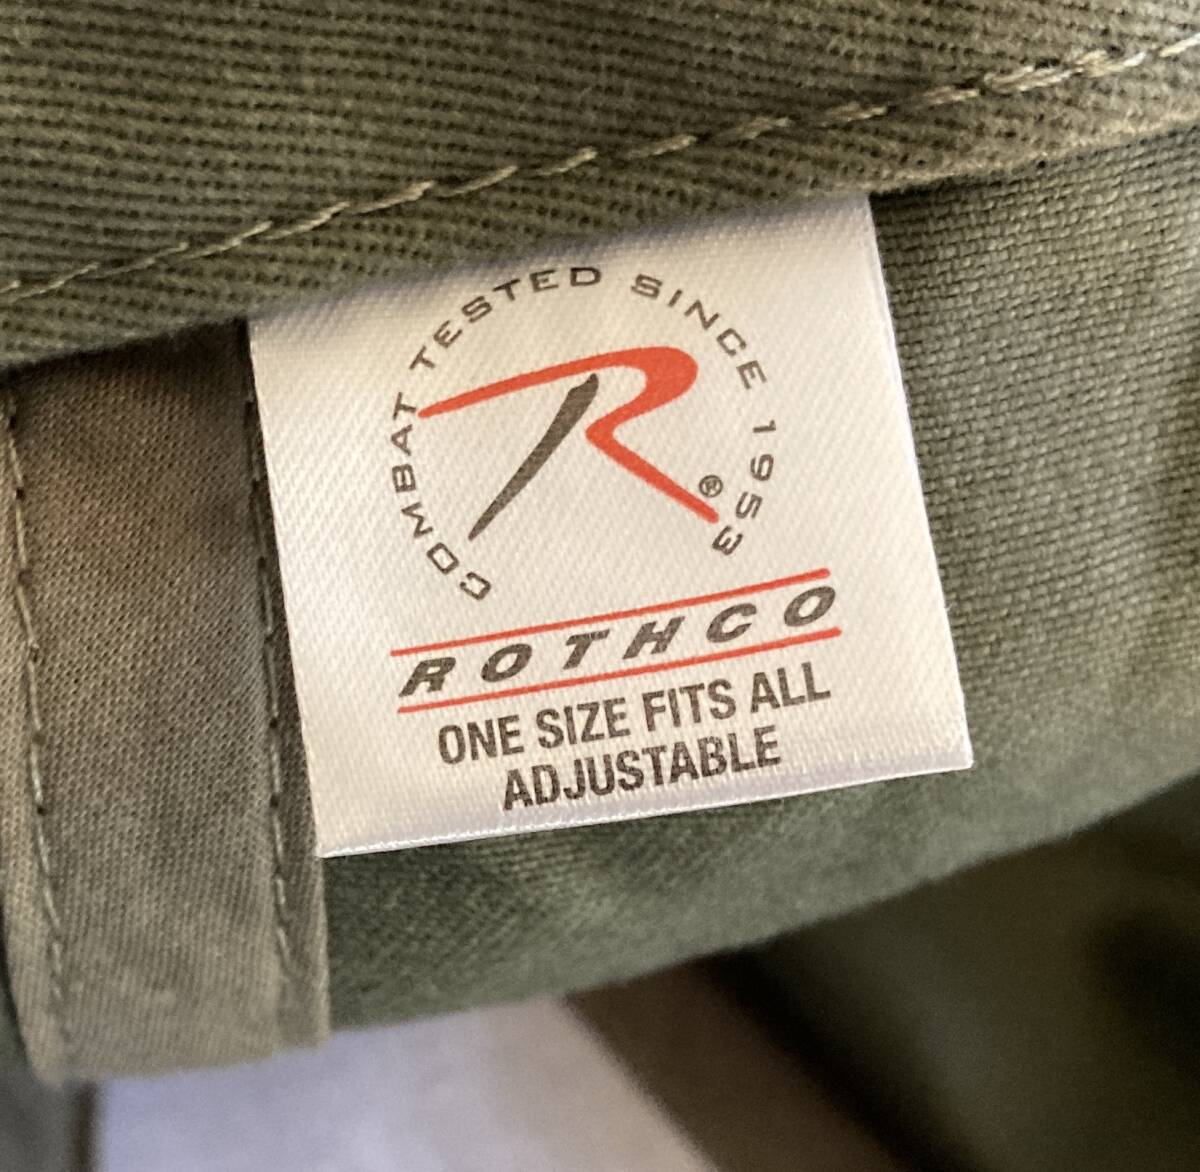 COMBAT TESTED SINCE 1953
R®
ROTHCO
ONE SIZE FITS ALL
ADJUSTABLE